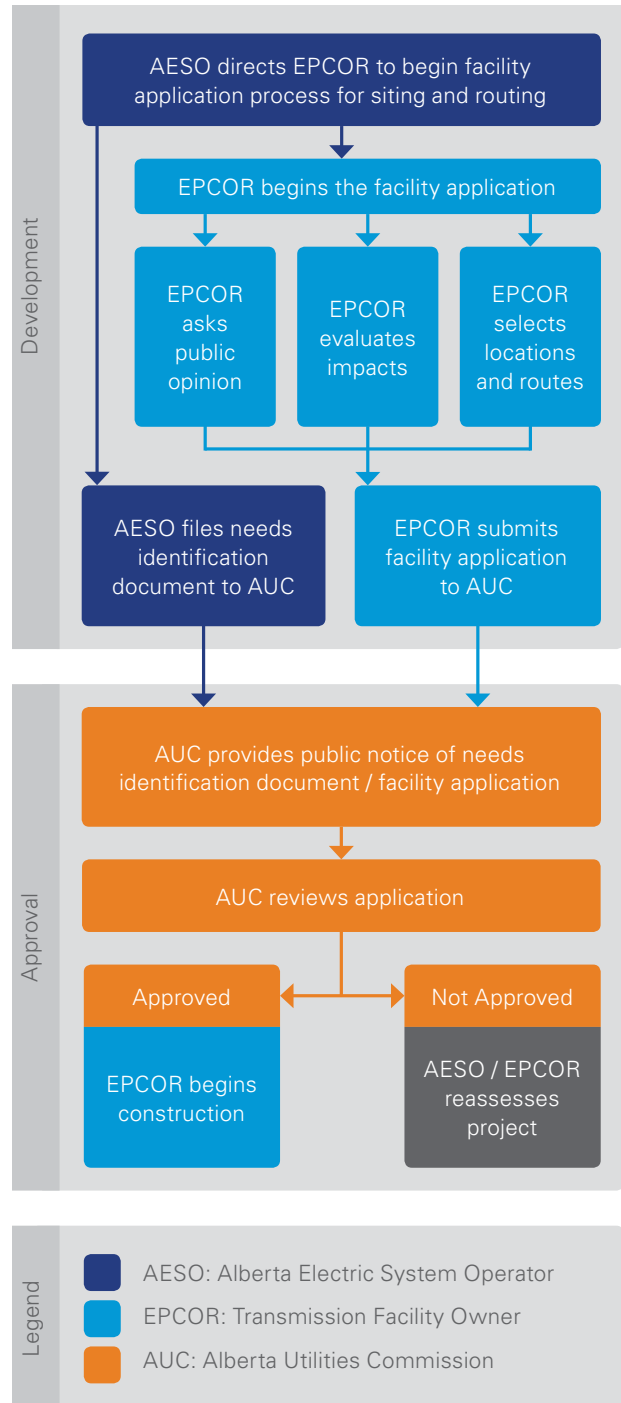 Development
AESO directs EPCOR to begin facility
application process for siting and routing
EPCOR begins the facility application
EPCOR
asks
public
opinion
EPCOR
evaluates
impacts
EPCOR
selects
locations
and routes
AESO files needs
identification
document to AUC
EPCOR submits
facility application
to AUC
Approval
AUC provides public notice of needs
identification document / facility application
AUC reviews application
Approved
EPCOR begins
construction
Not Approved
AESO / EPCOR
reassesses
project
Legend
AESO: Alberta Electric System Operator
EPCOR: Transmission Facility Owner
AUC: Alberta Utilities Commission